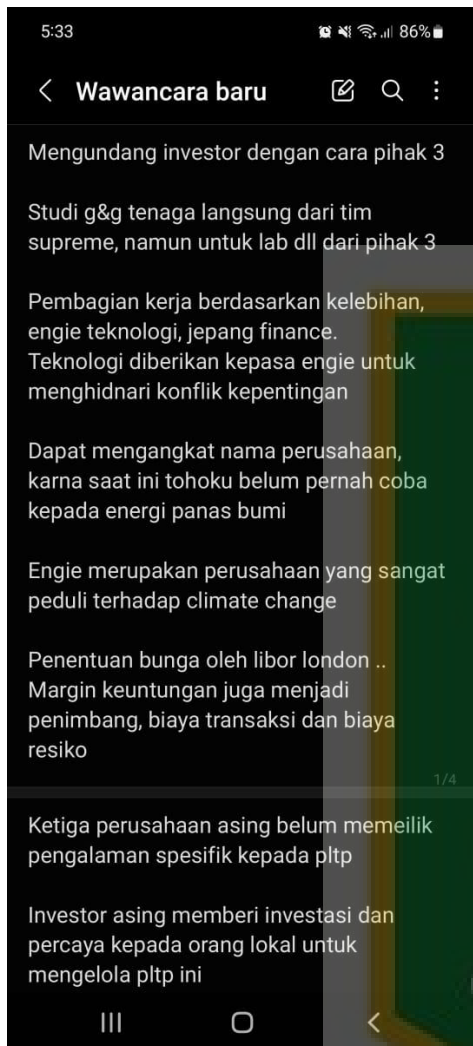 5:33
86%
Wawancara baru
Mengundang investor dengan cara pihak 3
Studi g&g tenaga langsung dari tim
supreme, namun untuk lab dll dari pihak 3
Pembagian kerja berdasarkan kelebihan,
engie teknologi, jepang finance.
Teknologi diberikan kepasa engie untuk
menghidnari konflik kepentingan
Dapat mengangkat nama perusahaan,
karna saat ini tohoku belum pernah coba
kepada energi panas bumi
Engie merupakan perusahaan yang sangat
peduli terhadap climate change
Penentuan bunga oleh libor london ..
Margin keuntungan juga menjadi
penimbang, biaya transaksi dan biaya
resiko
1/4
Ketiga perusahaan asing belum memeilik
pengalaman spesifik kepada pltp
Investor asing memberi investasi dan
percaya kepada orang lokal untuk
mengelola pltp ini